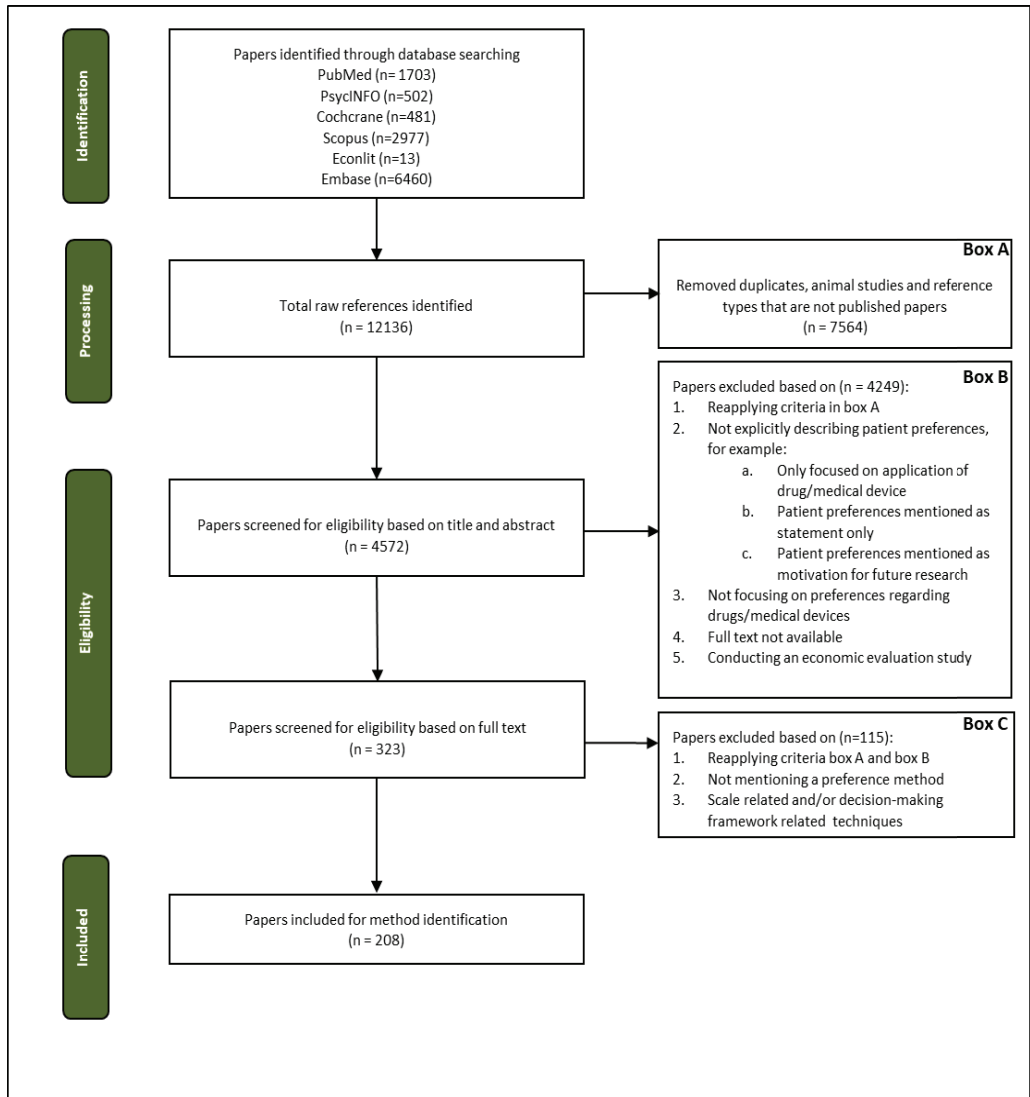 Identification
Papers identified through database searching
PubMed (n= 1703)
PsycINFO (n=502)
Cochcrane (n=481)
Scopus (n=2977)
Econlit (n=13)
Embase (n=6460)
Processing
Total raw references identified
(n = 12136)
Box A
Removed duplicates, animal studies and reference
types that are not published papers
(n = 7564)
Box B
Papers excluded based on (n = 4249):
1. Reapplying criteria in box A
2. Not explicitly describing patient preferences,
for example:
a. Only focused on application of
drug/medical device
b. Patient preferences mentioned as
statement only
c. Patient preferences mentioned as
motivation for future research
3. Not focusing on preferences regarding
drugs/medical devices
4. Full text not available
5. Conducting an economic evaluation study
Eligibility
Papers screened for eligibility based on title and abstract
(n = 4572)
Papers screened for eligibility based on full text
(n = 323)
Box C
Papers excluded based on (n=115):
1. Reapplying criteria box A and box B
2. Not mentioning a preference method
3. Scale related and/or decision-making
framework related techniques
Included
Papers included for method identification
(n = 208)